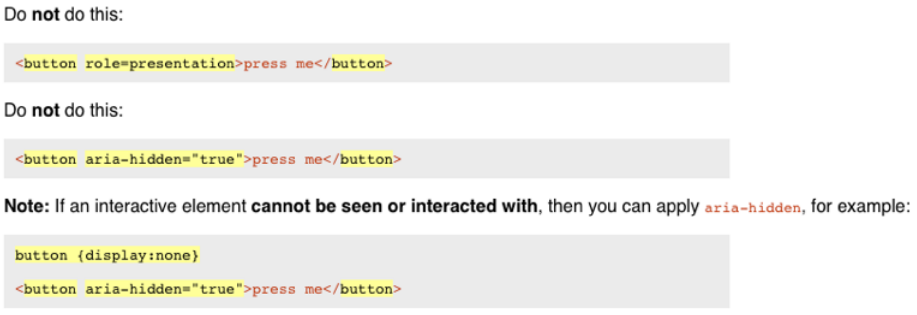 Do not do this:
<button role=presentation>press me</button>
Do not do this:
<button aria-hidden="true">press me</button>
Note: If an interactive element cannot be seen or interacted with, then you can apply aria-hidden, for example:
button {display:none}
<button aria-hidden="true">press me</button>